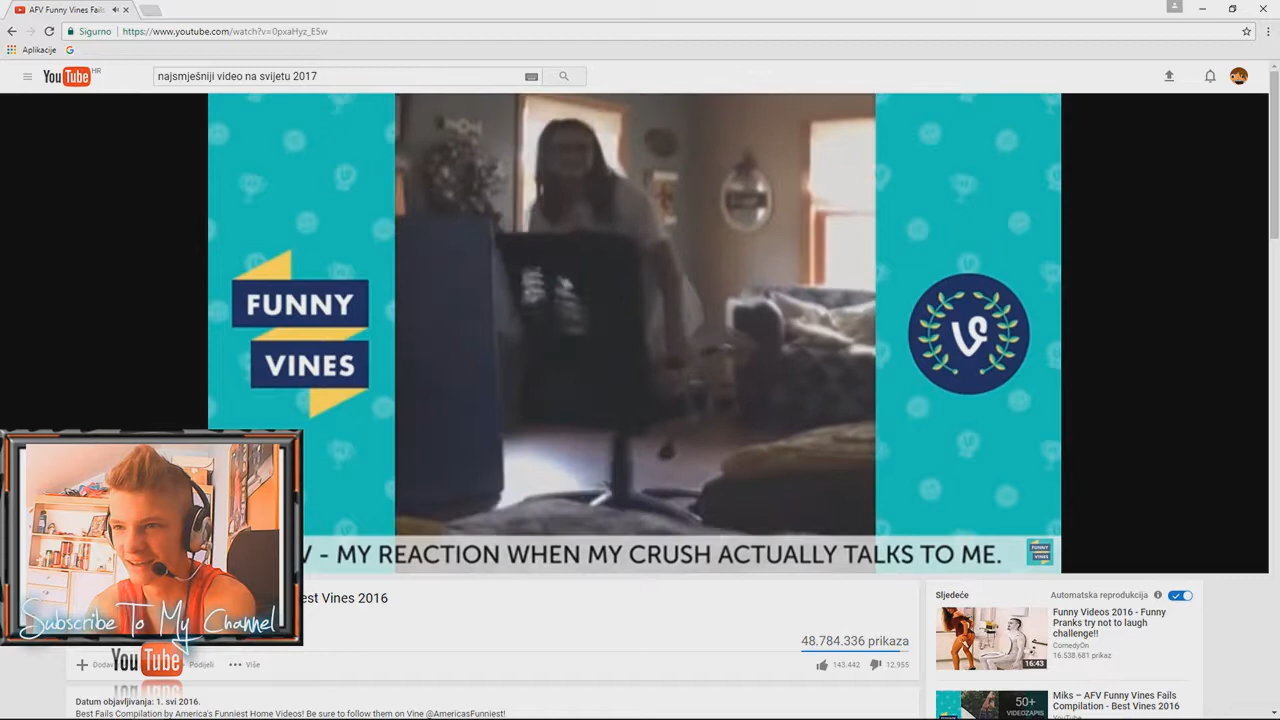 AFV Funny Vines Fails
Sigurno
https://www.youtube.com/watch?v=0pxaHyz_E5w
Aplikacije
YouTube HR
najsmješniji video na svijetu 2017
FUNNY
VINES
V - MY REACTION WHEN MY CRUSH ACTUALLY TALKS TO ME.
FUNNY
VINES
Subscribe To My Channel
YouTube
est Vines 2016
48.784.336 prikaza
Podijeli
Više
143.442
12.955
Datum objavljivanja: 1. svi 2016.
Best Fails Compilation by America's Funniest Home Videos! Be sure to follow them on Vine @AmericasFunniest!
Sljedeće
Automatska reprodukcija
Funny Videos 2016 - Funny
Pranks try not to laugh
challenge!!
ComedyOn
16.538.681 prikaz
16:43
Miks – AFV Funny Vines Fails
Compilation - Best Vines 2016
YouTube
50+
VIDEOZAPIS